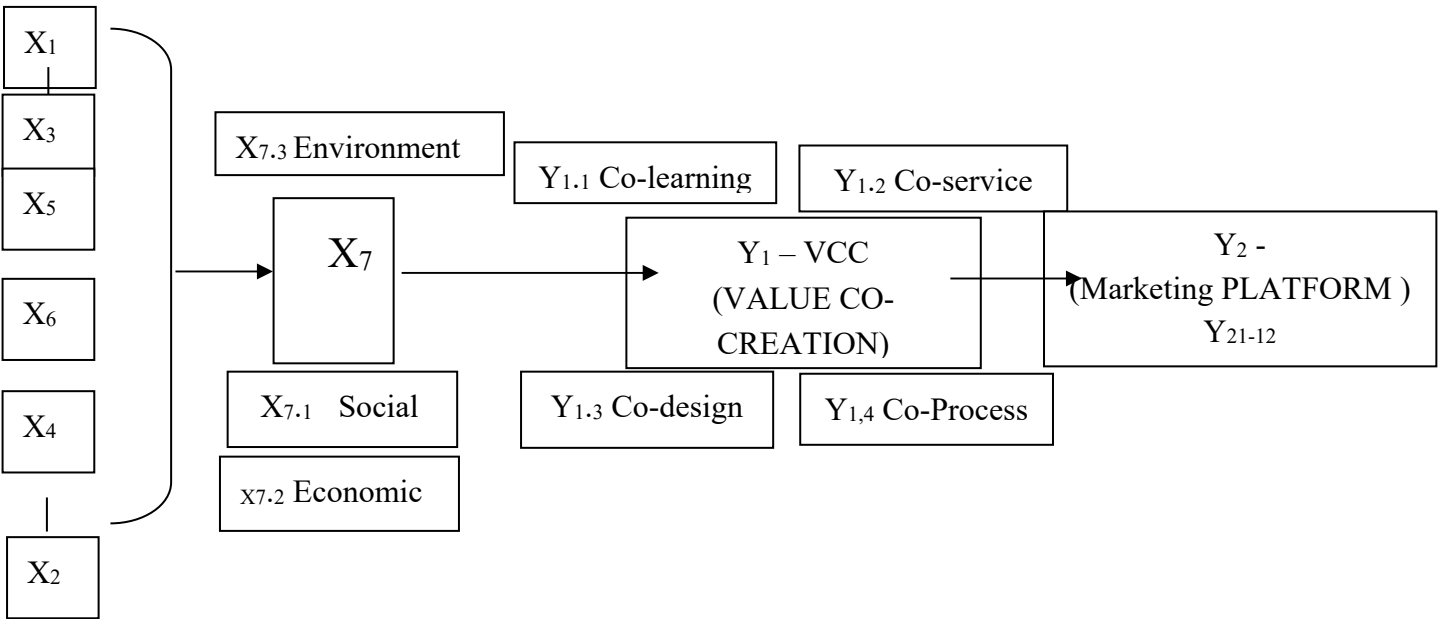 X1
X3
X5
X6
X4
X2
X7.3 Environment
X7
X7.1 Social
x7.2 Economic
Y1.1 Co-learning
Y1.2 Co-service
Y1 – VCC
(VALUE CO-
CREATION)
Y1.3 Co-design
Y1,4 Co-Process
Y2 -
(Marketing PLATFORM )
Y21-12